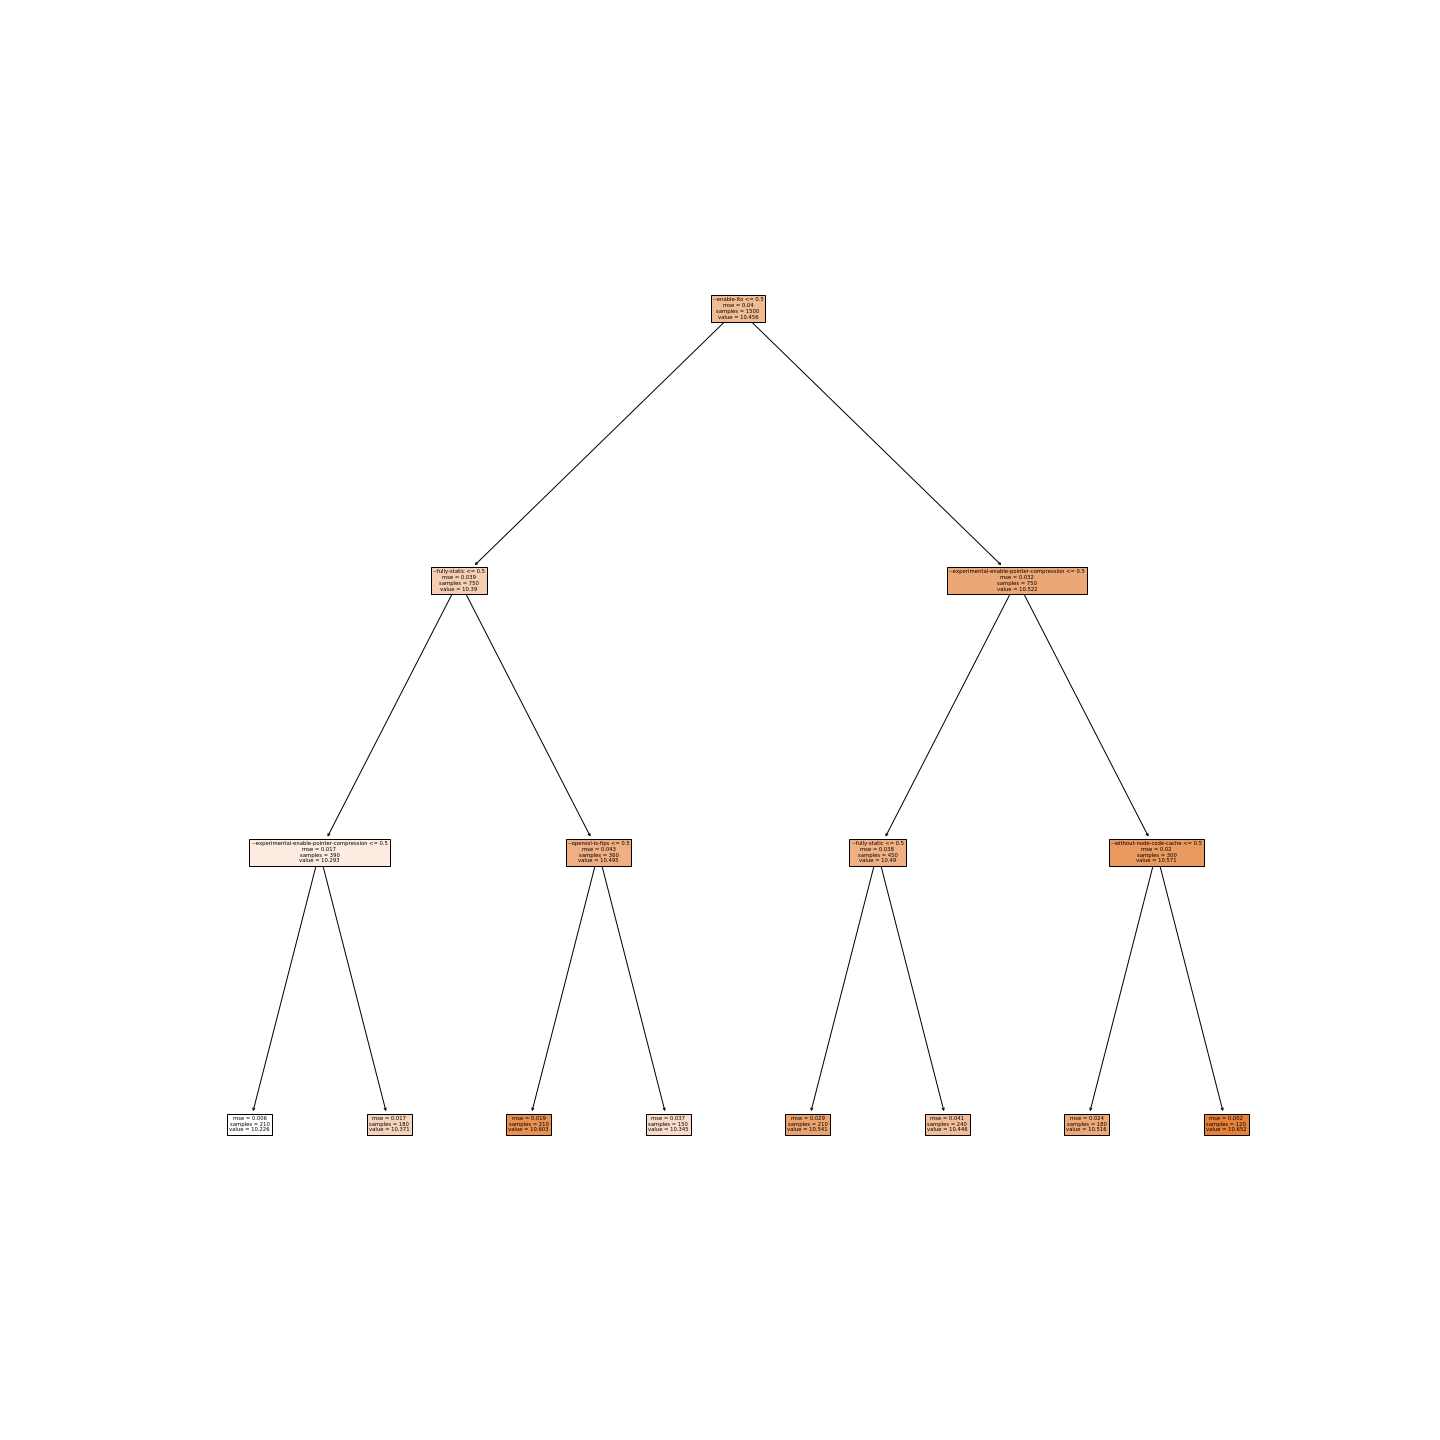 --enable-lto <= 0.5
mse = 0.04
samples = 1500
value = 10.456
--fully-static <= 0.5
mse = 0.039
samples = 750
value = 10.39
--experimental-enable-pointer-compression <= 0.5
mse = 0.032
samples = 750
value = 10.522
--experimental-enable-pointer-compression <= 0.5
mse = 0.017
samples = 390
value = 10.293
--openssl-is-fips <= 0.5
mse = 0.043
samples = 360
value = 10.495
--fully-static <= 0.5
mse = 0.038
samples = 450
value = 10.49
--without-node-code-cache <= 0.5
mse = 0.02
samples = 300
value = 10.571
mse = 0.006
samples = 210
value = 10.226
mse = 0.017
samples = 180
value = 10.371
mse = 0.019
samples = 210
value = 10.603
mse = 0.037
samples = 150
value = 10.345
mse = 0.029
samples = 210
value = 10.541
mse = 0.041
samples = 240
value = 10.446
mse = 0.024
samples = 180
value = 10.516
mse = 0.002
samples = 120
value = 10.652